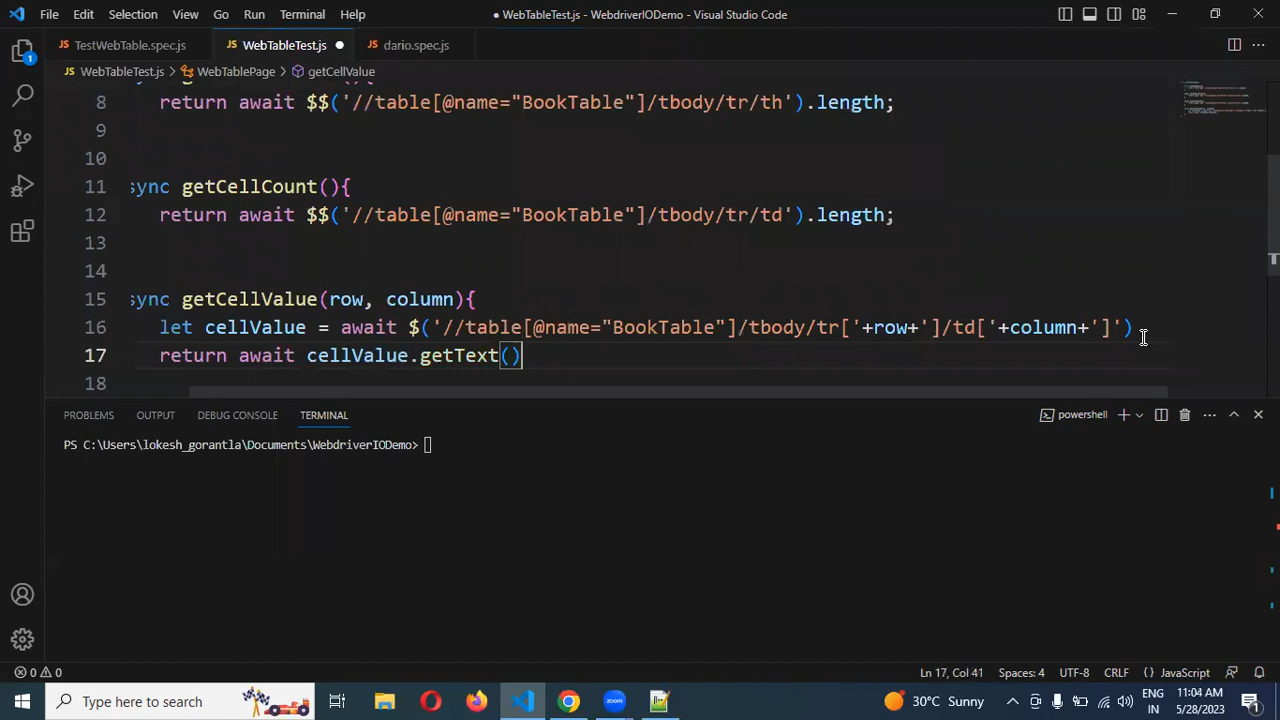 File Edit Selection View Go Run Terminal Help
● WebTableTest.js - WebdriverIODemo - Visual Studio Code
TestWebTable.spec.js JS WebTableTest.js ● dario.spec.js
JS WebTableTest.js > WebTablePage > getCellValue
8 return await $$('//table[@name="BookTable"]/tbody/tr/th').length;
9
10
11 sync getCellCount(){
12 return await $$('//table[@name="BookTable"]/tbody/tr/td').length;
13
14
15 sync getCellValue(row, column){
16 let cellValue = await $('//table[@name="BookTable"]/tbody/tr['+row+']/td['+column+']')
17 return await cellValue.getText()
18
PROBLEMS OUTPUT DEBUG CONSOLE TERMINAL powershell
PS C:\Users\lokesh_gorantla\Documents\WebdriverIODemo>
0 0 Ln 17, Col 41 Spaces: 4 UTF-8 CRLF {} JavaScript
Type here to search zoom 30°C Sunny ENG IN 11:04 AM 5/28/2023 1